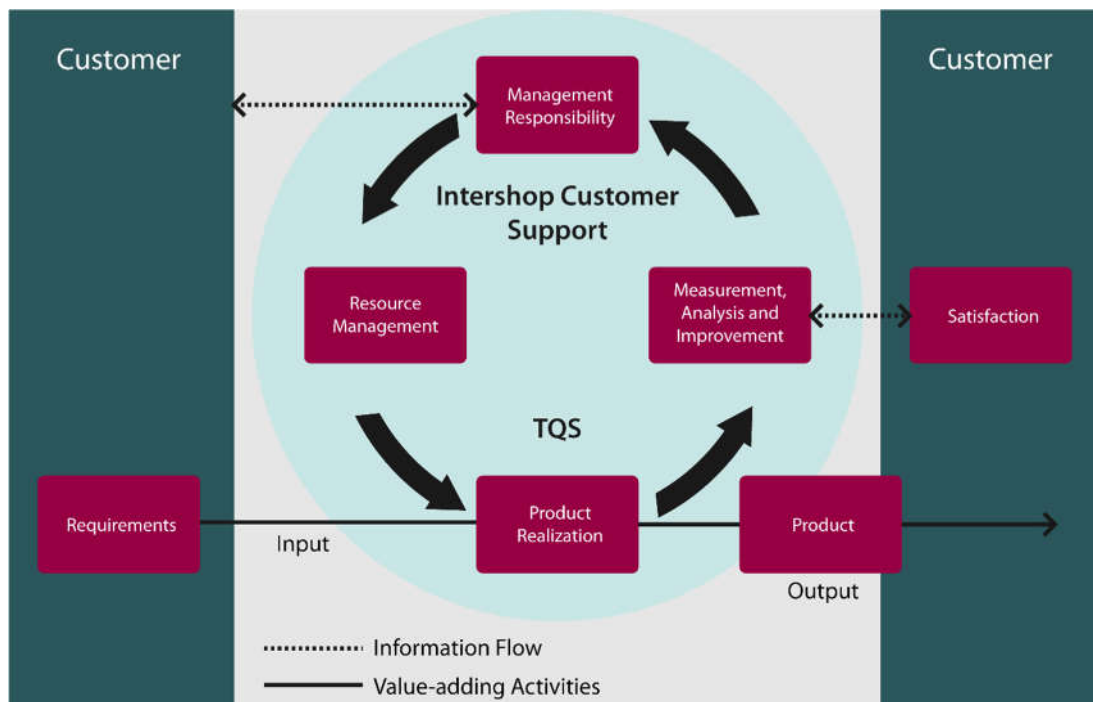 Customer
Customer
Management
Responsibility
Intershop Customer
Support
Resource
Management
Measurement,
Analysis and
Improvement
Satisfaction
TQS
Requirements
Product
Realization
Product
Input
Output
Information Flow
Value-adding Activities